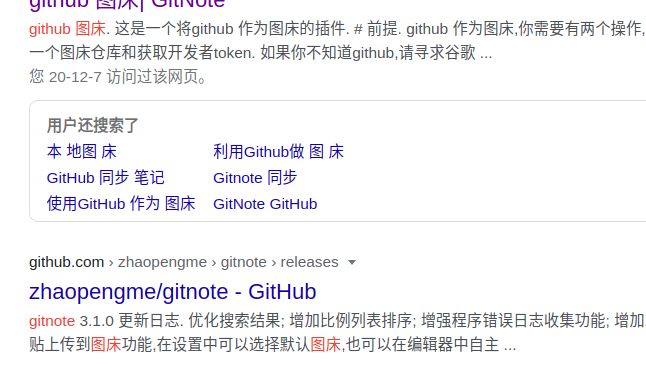 github 图床| GitNote
github 图床. 这是一个将github 作为图床的插件. # 前提. github 作为图床,你需要有两个操作,
一个图床仓库和获取开发者token. 如果你不知道github,请寻求谷歌 ...
您 20-12-7 访问过该网页。
用户还搜索了
本 地图 床
利用Github做 图 床
GitHub 同步 笔记
Gitnote 同步
使用GitHub 作为 图床
GitNote GitHub
github.com › zhaopengme › gitnote › releases
zhaopengme/gitnote - GitHub
gitnote 3.1.0 更新日志. 优化搜索结果; 增加比例列表排序; 增强程序错误日志收集功能; 增加
贴上传到图床功能,在设置中可以选择默认图床,也可以在编辑器中自主 ...